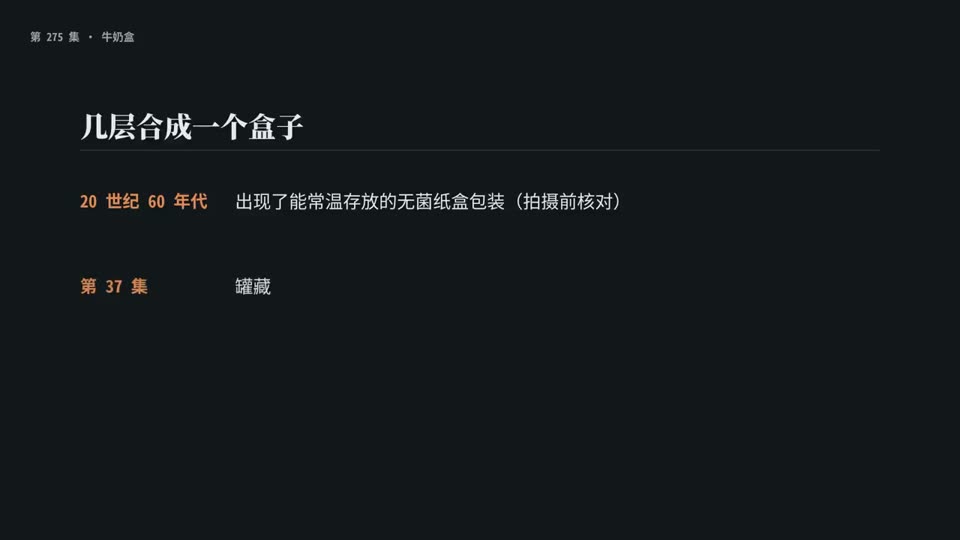 第 275 集 · 牛奶盒
几层合成一个盒子
20 世纪 60 年代 出现了能常温存放的无菌纸盒包装（拍摄前核对）
第 37 集 罐藏